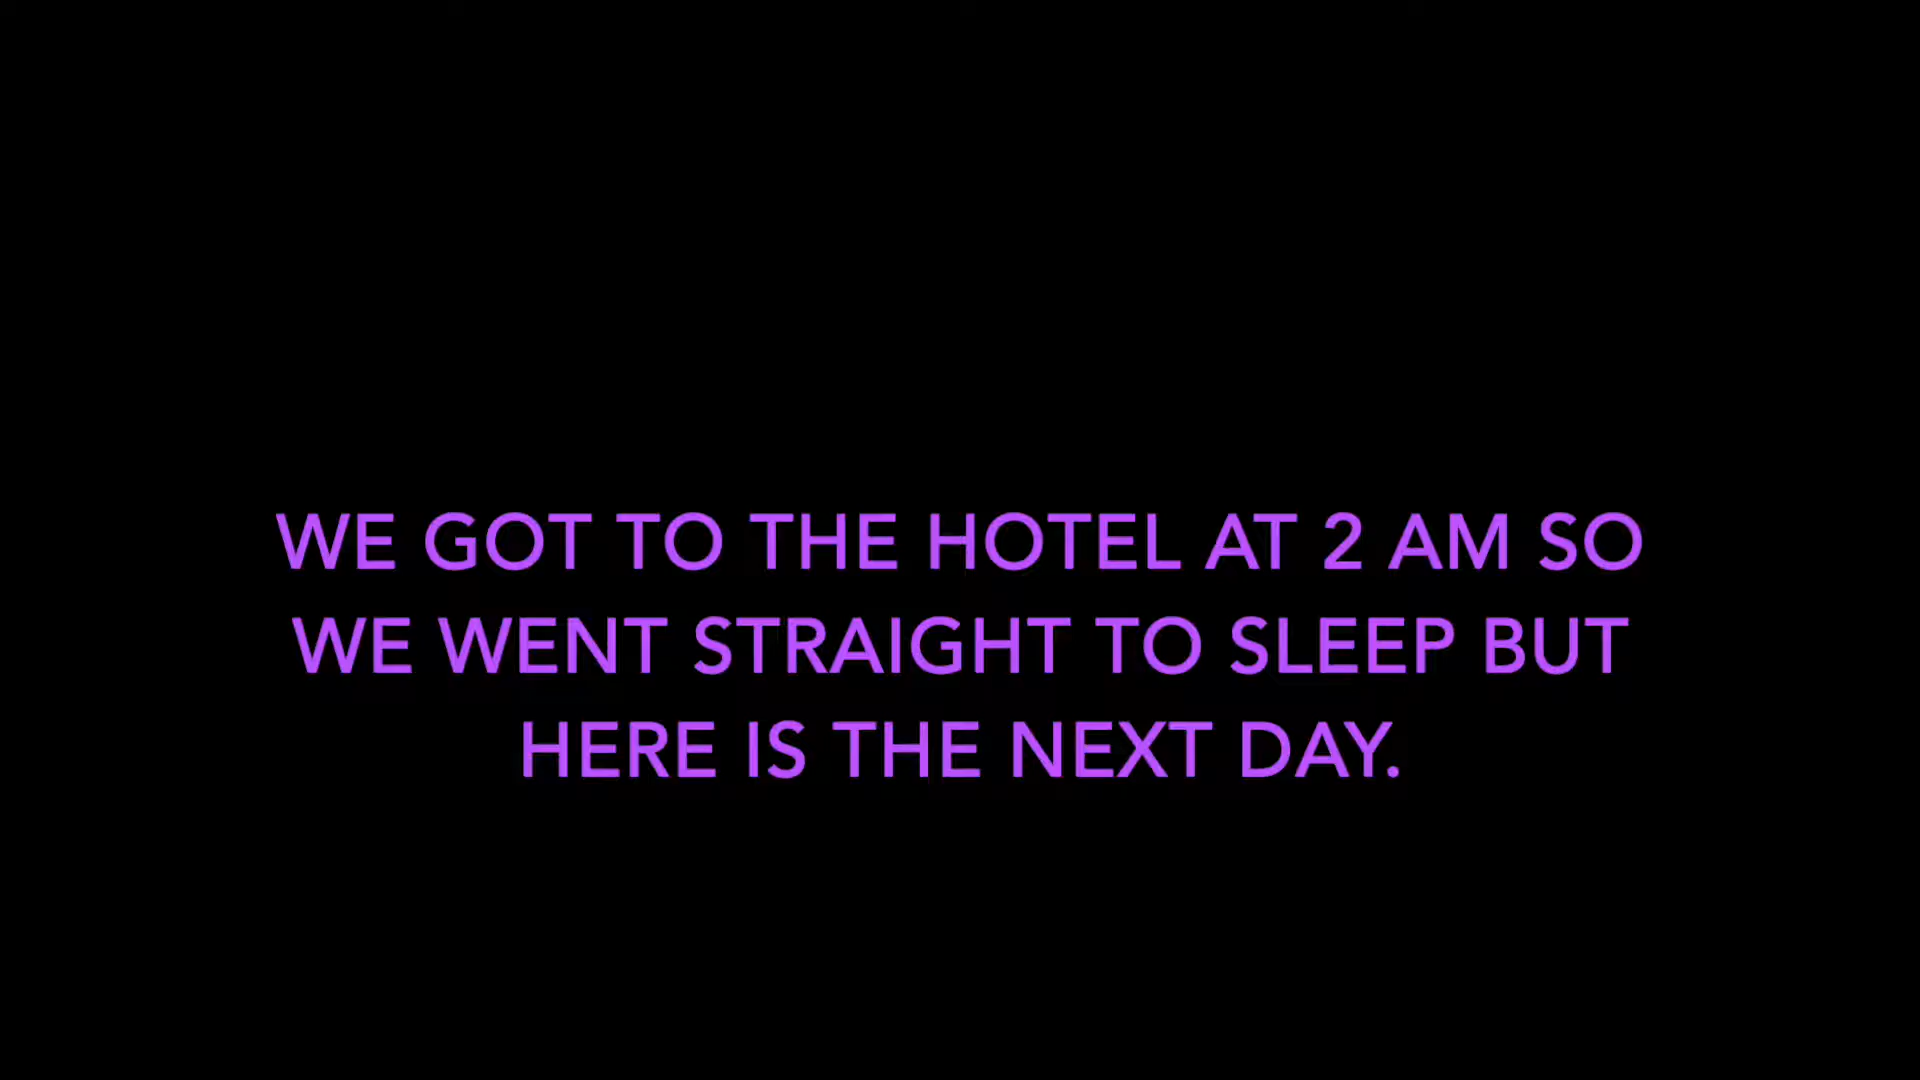 WE GOT TO THE HOTEL AT 2 AM SO
WE WENT STRAIGHT TO SLEEP BUT
HERE IS THE NEXT DAY.